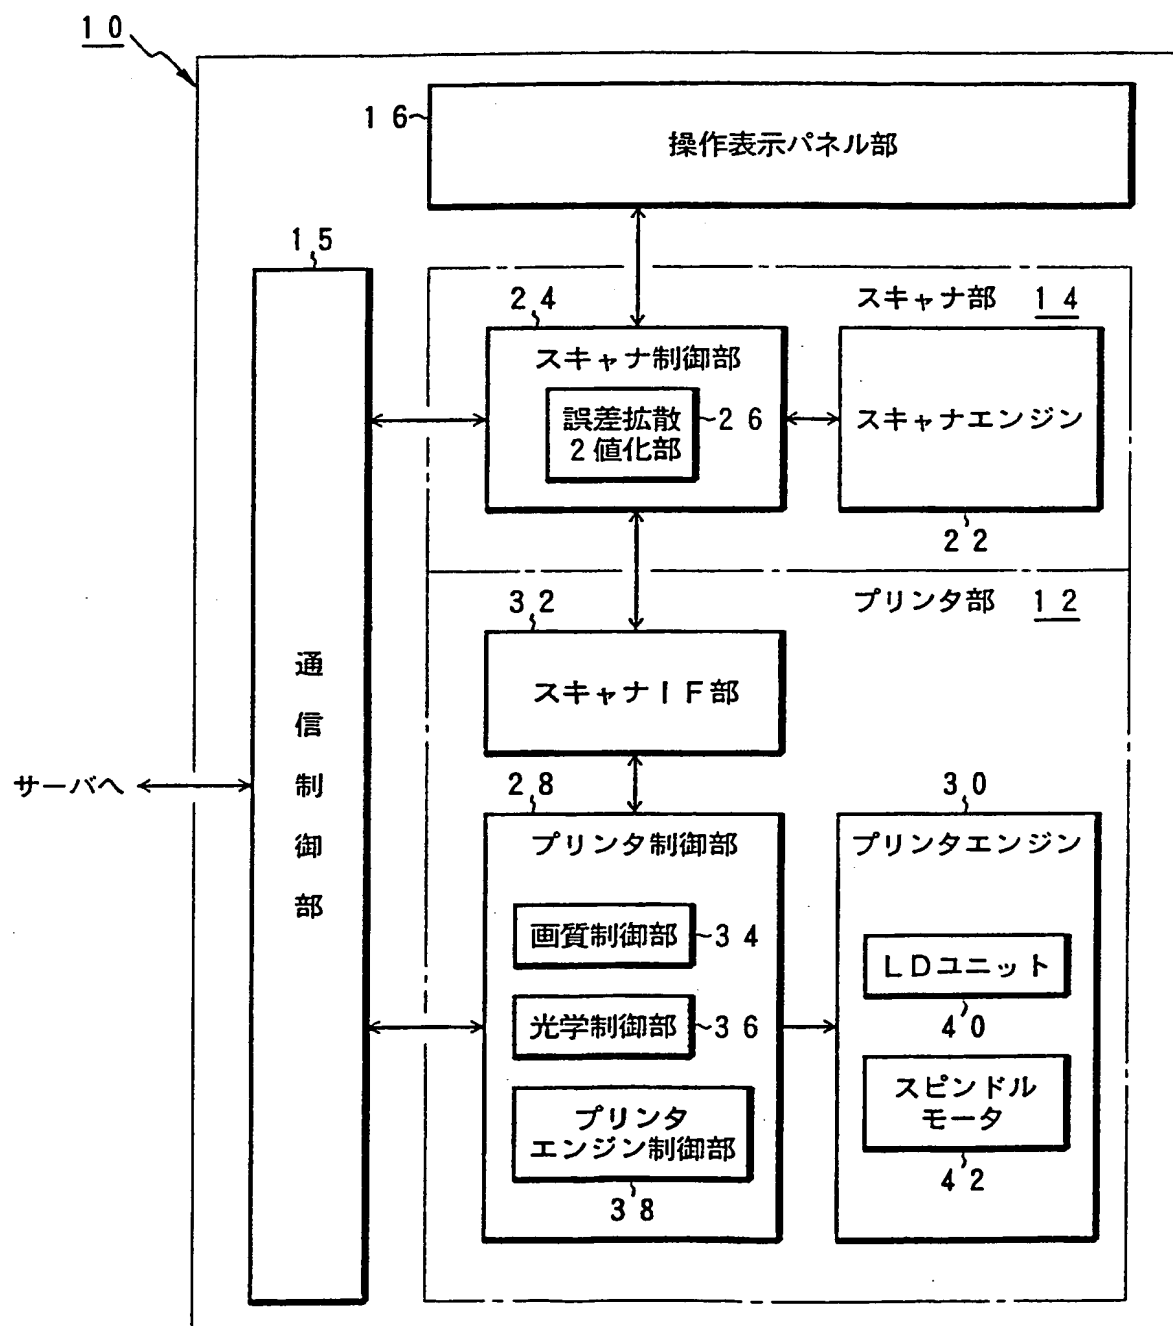 10
16
操作表示パネル部
15
24
スキャナ部 14
スキャナ制御部
誤差拡散
2値化部
26
スキャナエンジン
22
32
プリンタ部 12
スキャナIF部
通信制御部
サーバへ
28
30
プリンタ制御部
プリンタエンジン
画質制御部
34
LDユニット
40
光学制御部
36
スピンドル
モータ
42
プリンタ
エンジン制御部
38